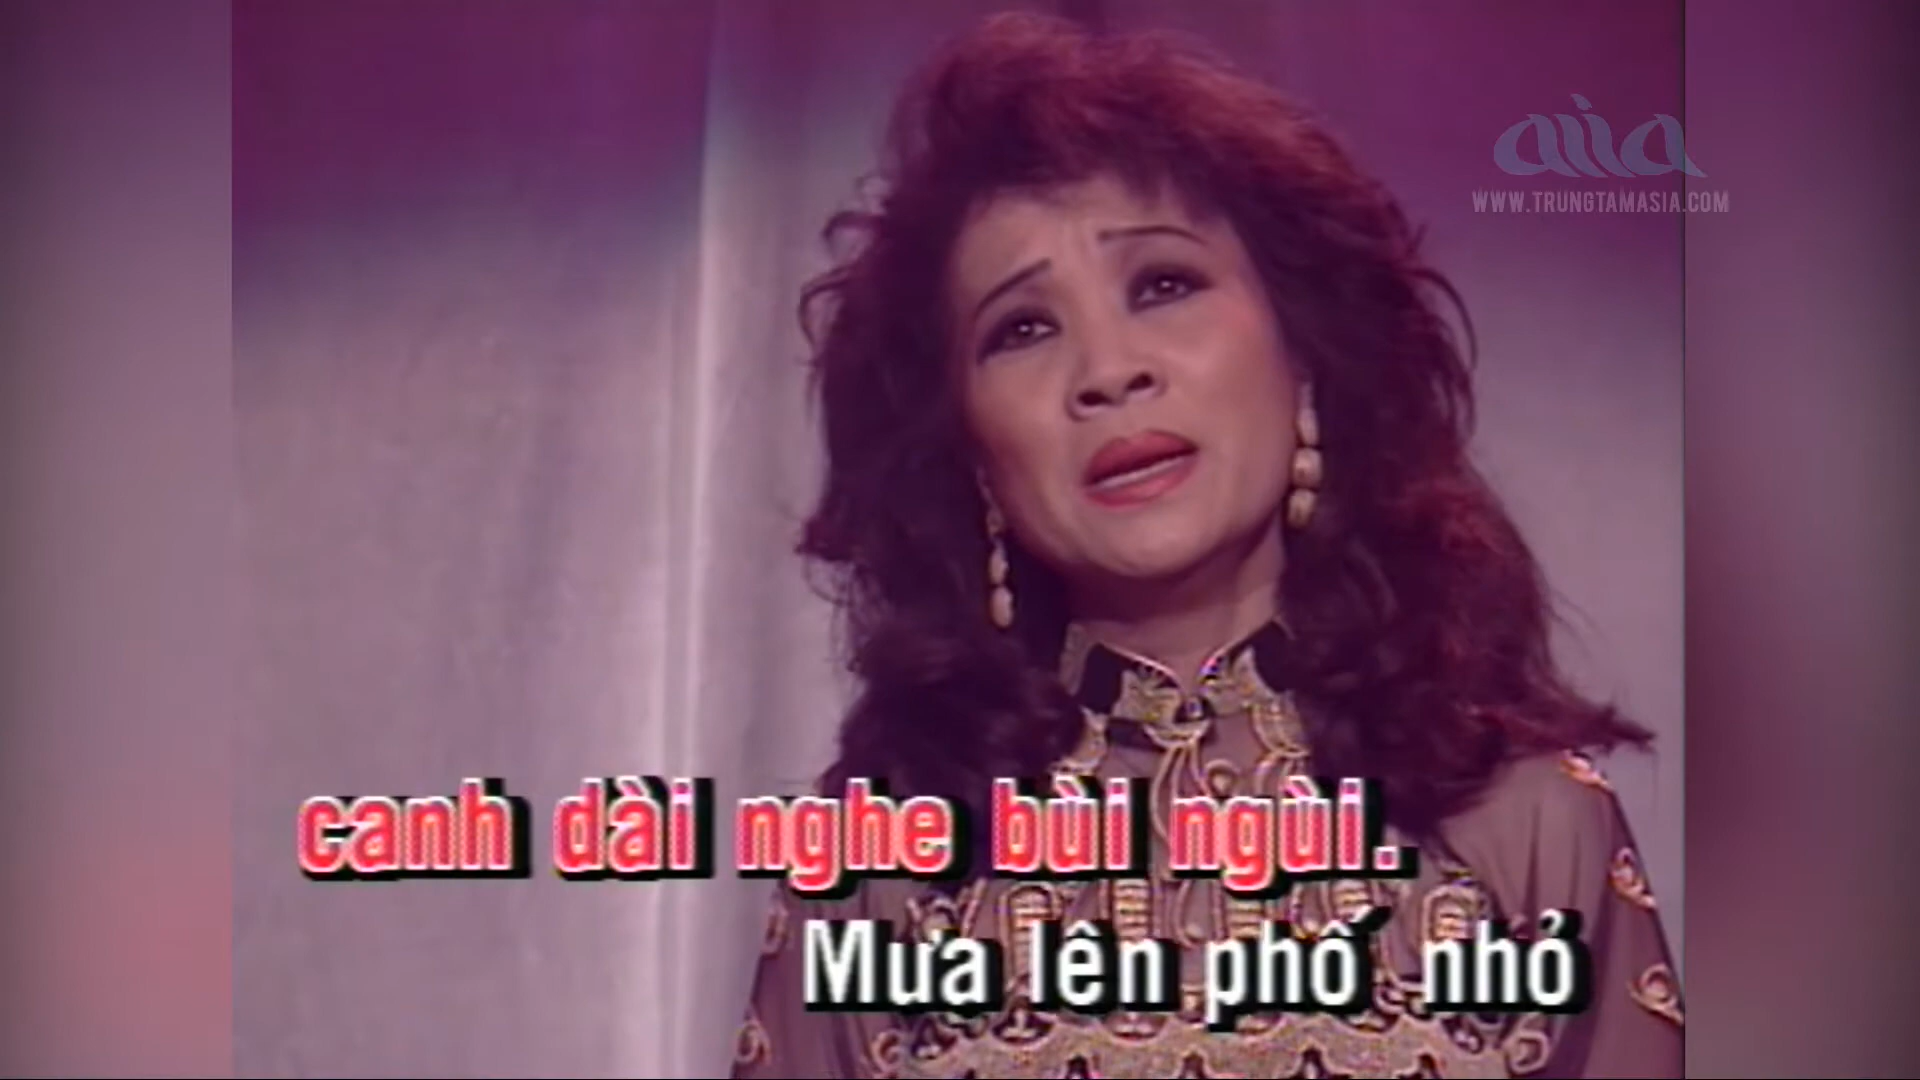 asia
WWW.TRUNGTAMASIA.COM
canh dài nghe bùi ngùi.
Mưa lên phố nhỏ